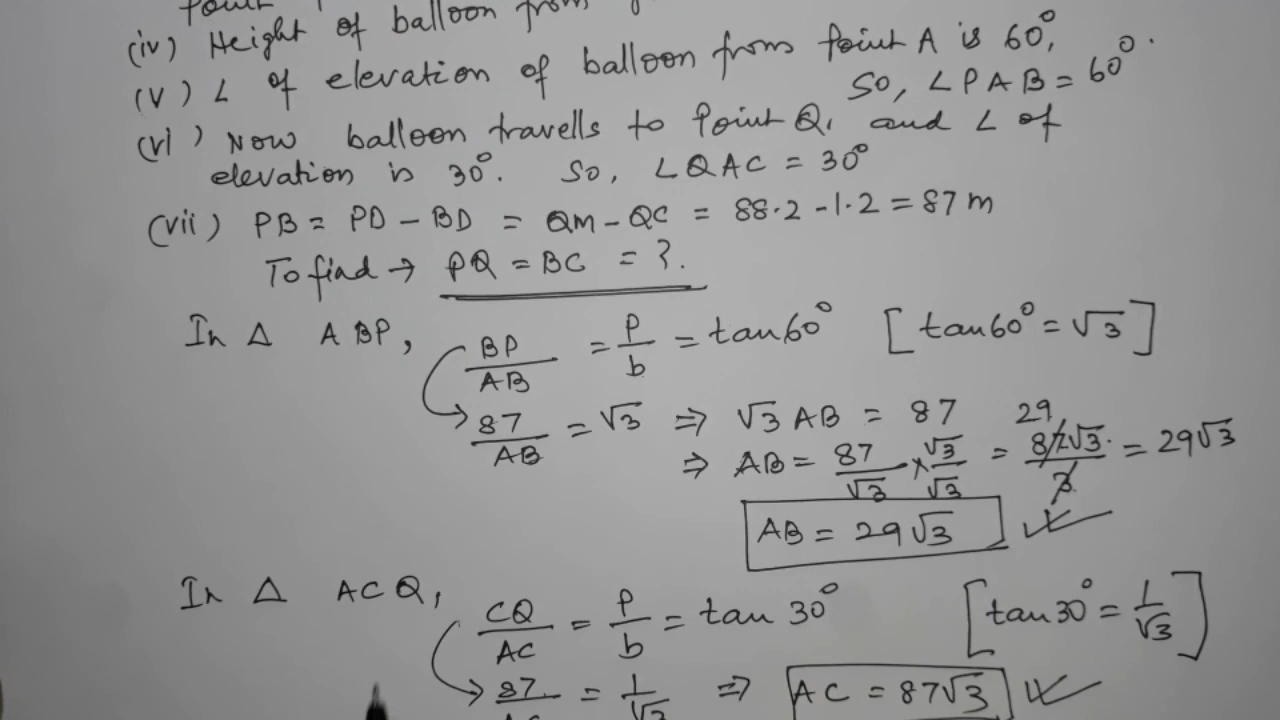 (iv) Height of balloon from
(v) ∠ of elevation of balloon from point A is 60°,
So, ∠PAB = 60°.
(vi) Now balloon travells to Point Q, and ∠ of
elevation is 30°. So, ∠QAC = 30°
(vii) PB = PD - BD = QM - QC = 88.2 - 1.2 = 87 m
To find → PQ = BC = ?.
In △ ABP, BP/AB = P/b = tan 60° [tan 60° = √3]
87/AB = √3 ⇒ √3 AB = 87
⇒ AB = 87/√3 × √3/√3 = 29 87√3/3 = 29√3
AB = 29√3
In △ ACQ, CQ/AC = P/b = tan 30° [tan 30° = 1/√3]
87/AC = 1/√3 ⇒ AC = 87√3